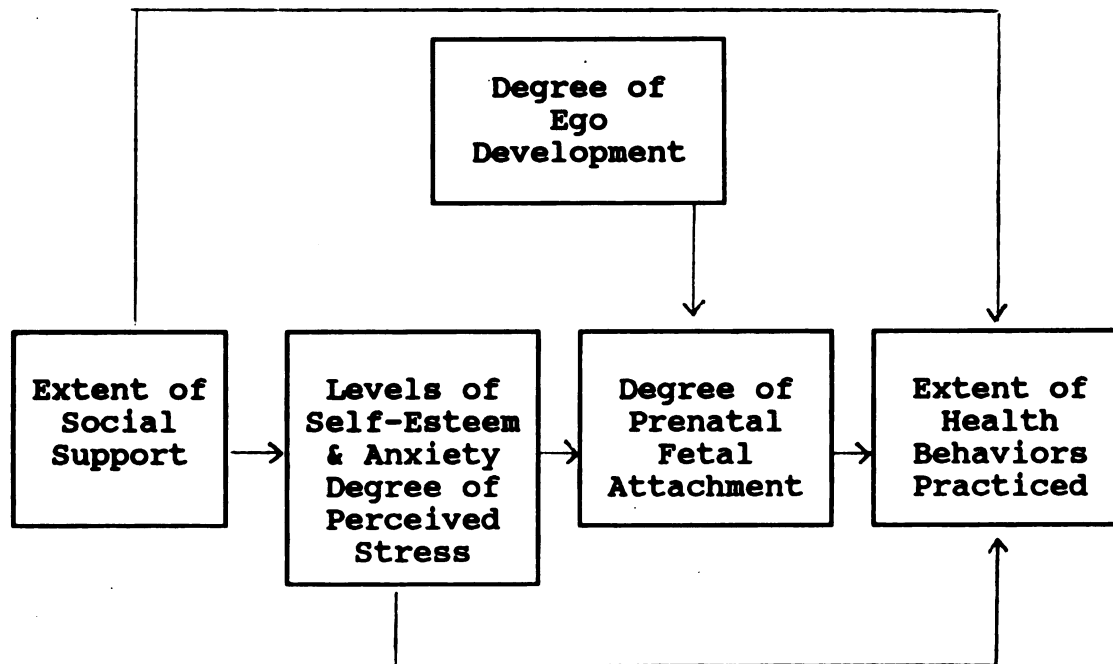 Degree of
Ego
Development
Extent of
Social
Support
Levels of
Self-Esteem
& Anxiety
Degree of
Perceived
Stress
Degree of
Prenatal
Fetal
Attachment
Extent of
Health
Behaviors
Practiced